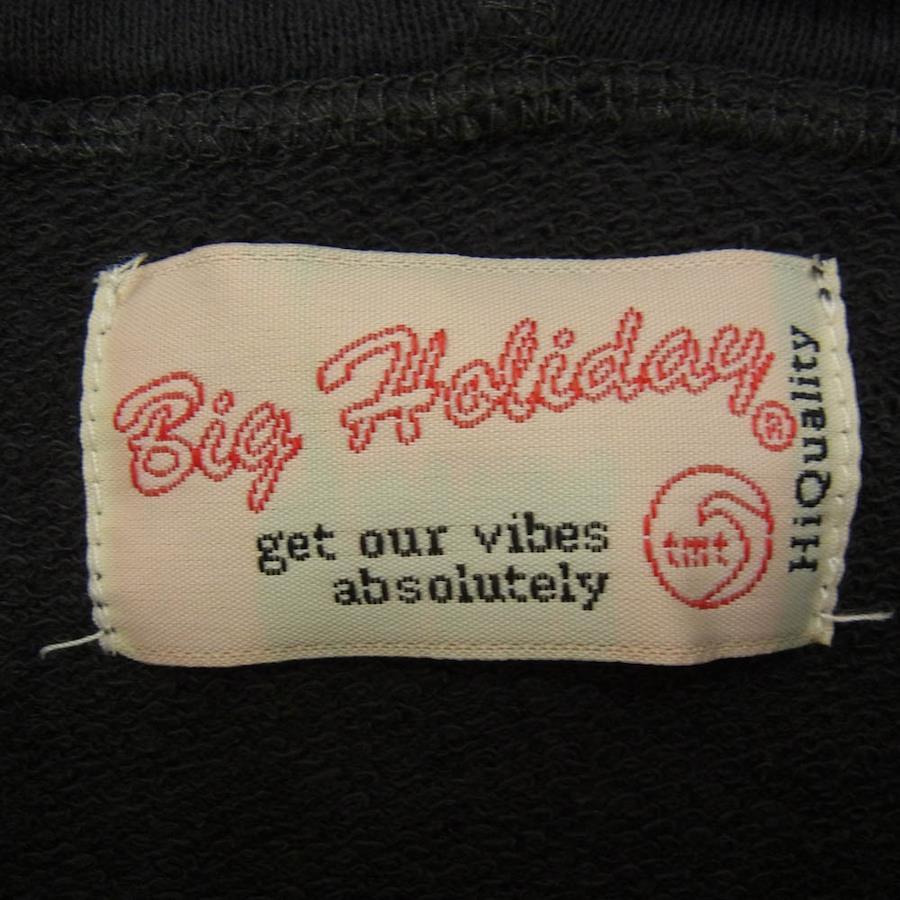 Big Holiday®
get our vibes
absolutely
tmt
HiQuality